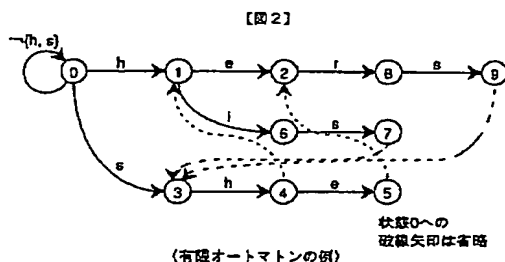 [図2]
¬{h, s}
0 h 1 e 2 r 8 s 9
i 6 s 7
s 3 h 4 e 5
状態0への
破線矢印は省略
(有限オートマトンの例)